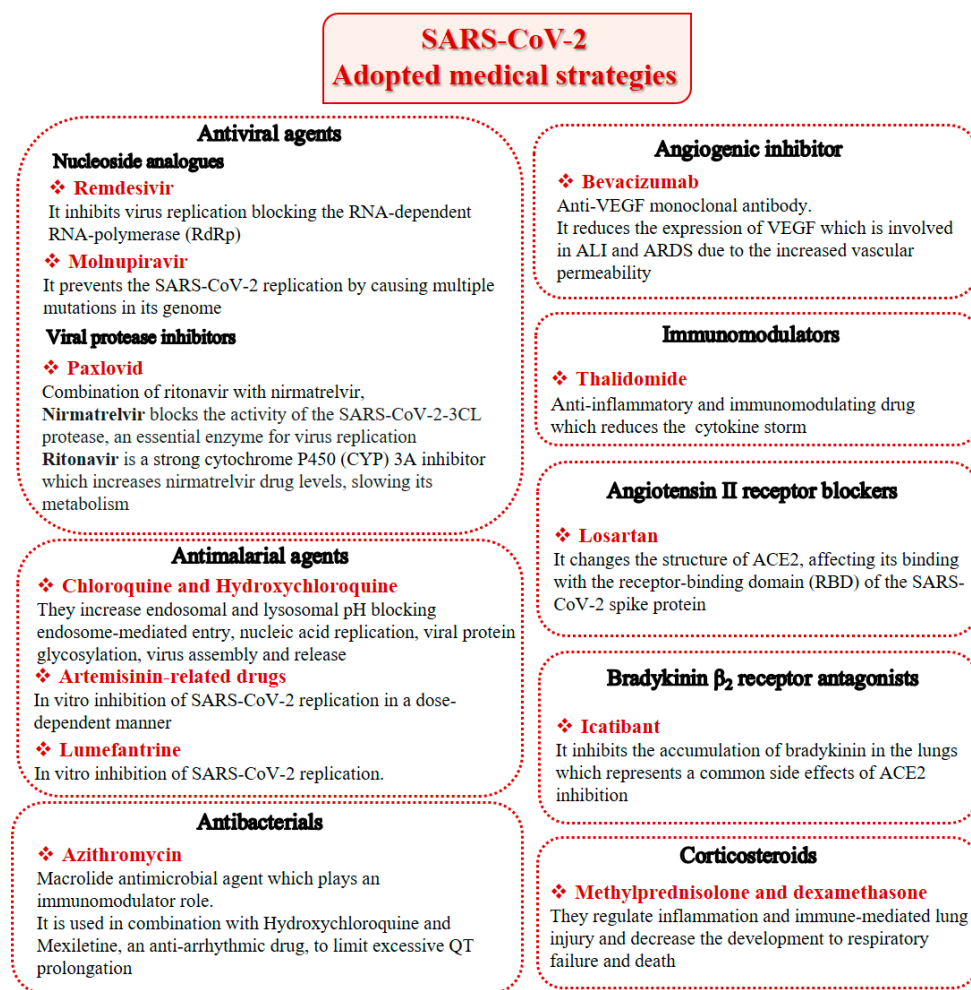 SARS-CoV-2
Adopted medical strategies
Antiviral agents
Nucleoside analogues
❖ Remdesivir
It inhibits virus replication blocking the RNA-dependent
RNA-polymerase (RdRp)
❖ Molnupiravir
It prevents the SARS-CoV-2 replication by causing multiple
mutations in its genome
Viral protease inhibitors
❖ Paxlovid
Combination of ritonavir with nirmatrelvir,
Nirmatrelvir blocks the activity of the SARS-CoV-2-3CL
protease, an essential enzyme for virus replication
Ritonavir is a strong cytochrome P450 (CYP) 3A inhibitor
which increases nirmatrelvir drug levels, slowing its
metabolism
Antimalarial agents
❖ Chloroquine and Hydroxychloroquine
They increase endosomal and lysosomal pH blocking
endosome-mediated entry, nucleic acid replication, viral protein
glycosylation, virus assembly and release
❖ Artemisinin-related drugs
In vitro inhibition of SARS-CoV-2 replication in a dose-
dependent manner
❖ Lumefantrine
In vitro inhibition of SARS-CoV-2 replication.
Antibacterials
❖ Azithromycin
Macrolide antimicrobial agent which plays an
immunomodulator role.
It is used in combination with Hydroxychloroquine and
Mexiletine, an anti-arrhythmic drug, to limit excessive QT
prolongation
Angiogenic inhibitor
❖ Bevacizumab
Anti-VEGF monoclonal antibody.
It reduces the expression of VEGF which is involved
in ALI and ARDS due to the increased vascular
permeability
Immunomodulators
❖ Thalidomide
Anti-inflammatory and immunomodulating drug
which reduces the cytokine storm
Angiotensin II receptor blockers
❖ Losartan
It changes the structure of ACE2, affecting its binding
with the receptor-binding domain (RBD) of the SARS-
CoV-2 spike protein
Bradykinin β₂ receptor antagonists
❖ Icatibant
It inhibits the accumulation of bradykinin in the lungs
which represents a common side effects of ACE2
inhibition
Corticosteroids
❖ Methylprednisolone and dexamethasone
They regulate inflammation and immune-mediated lung
injury and decrease the development to respiratory
failure and death